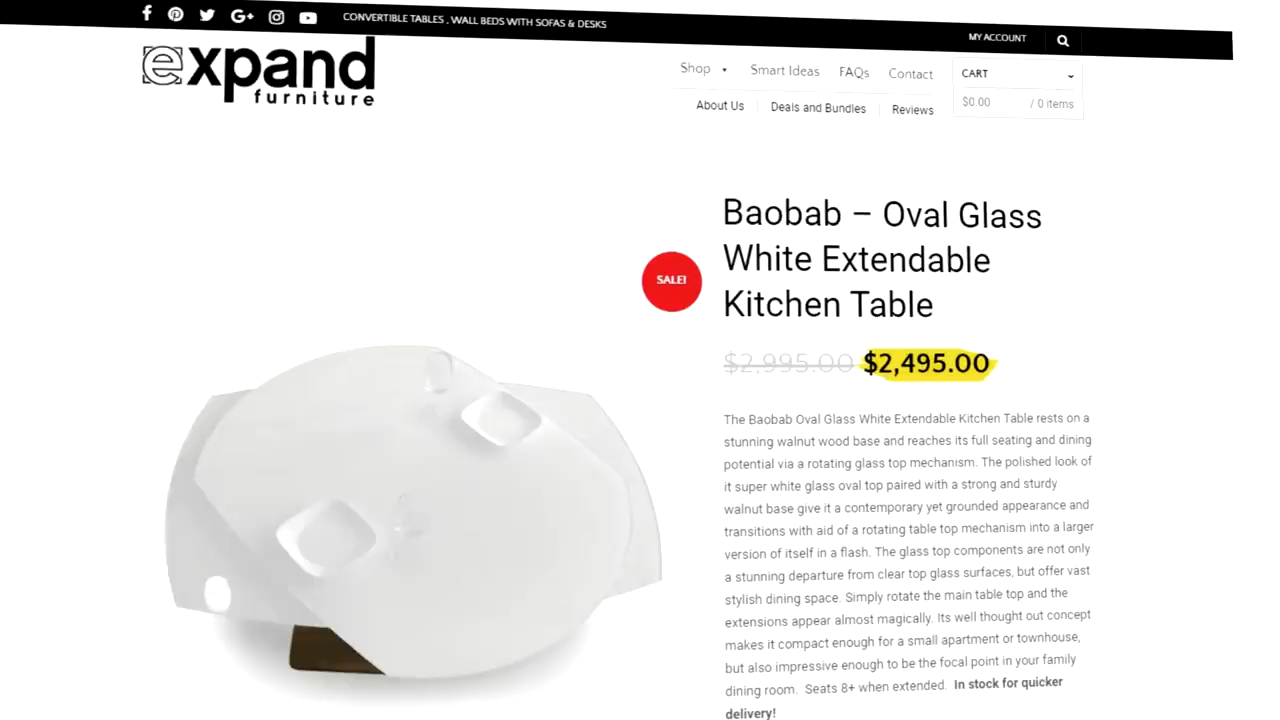 CONVERTIBLE TABLES , WALL BEDS WITH SOFAS & DESKS
MY ACCOUNT
expand
furniture
Shop
Smart Ideas
FAQs
Contact
CART
$0.00
/ 0 items
About Us
Deals and Bundles
Reviews
SALE!
Baobab – Oval Glass
White Extendable
Kitchen Table
$2,995.00 $2,495.00
The Baobab Oval Glass White Extendable Kitchen Table rests on a
stunning walnut wood base and reaches its full seating and dining
potential via a rotating glass top mechanism. The polished look of
it super white glass oval top paired with a strong and sturdy
walnut base give it a contemporary yet grounded appearance and
transitions with aid of a rotating table top mechanism into a larger
version of itself in a flash. The glass top components are not only
a stunning departure from clear top glass surfaces, but offer vast
stylish dining space. Simply rotate the main table top and the
extensions appear almost magically. Its well thought out concept
makes it compact enough for a small apartment or townhouse,
but also impressive enough to be the focal point in your family
dining room. Seats 8+ when extended. In stock for quicker
delivery!